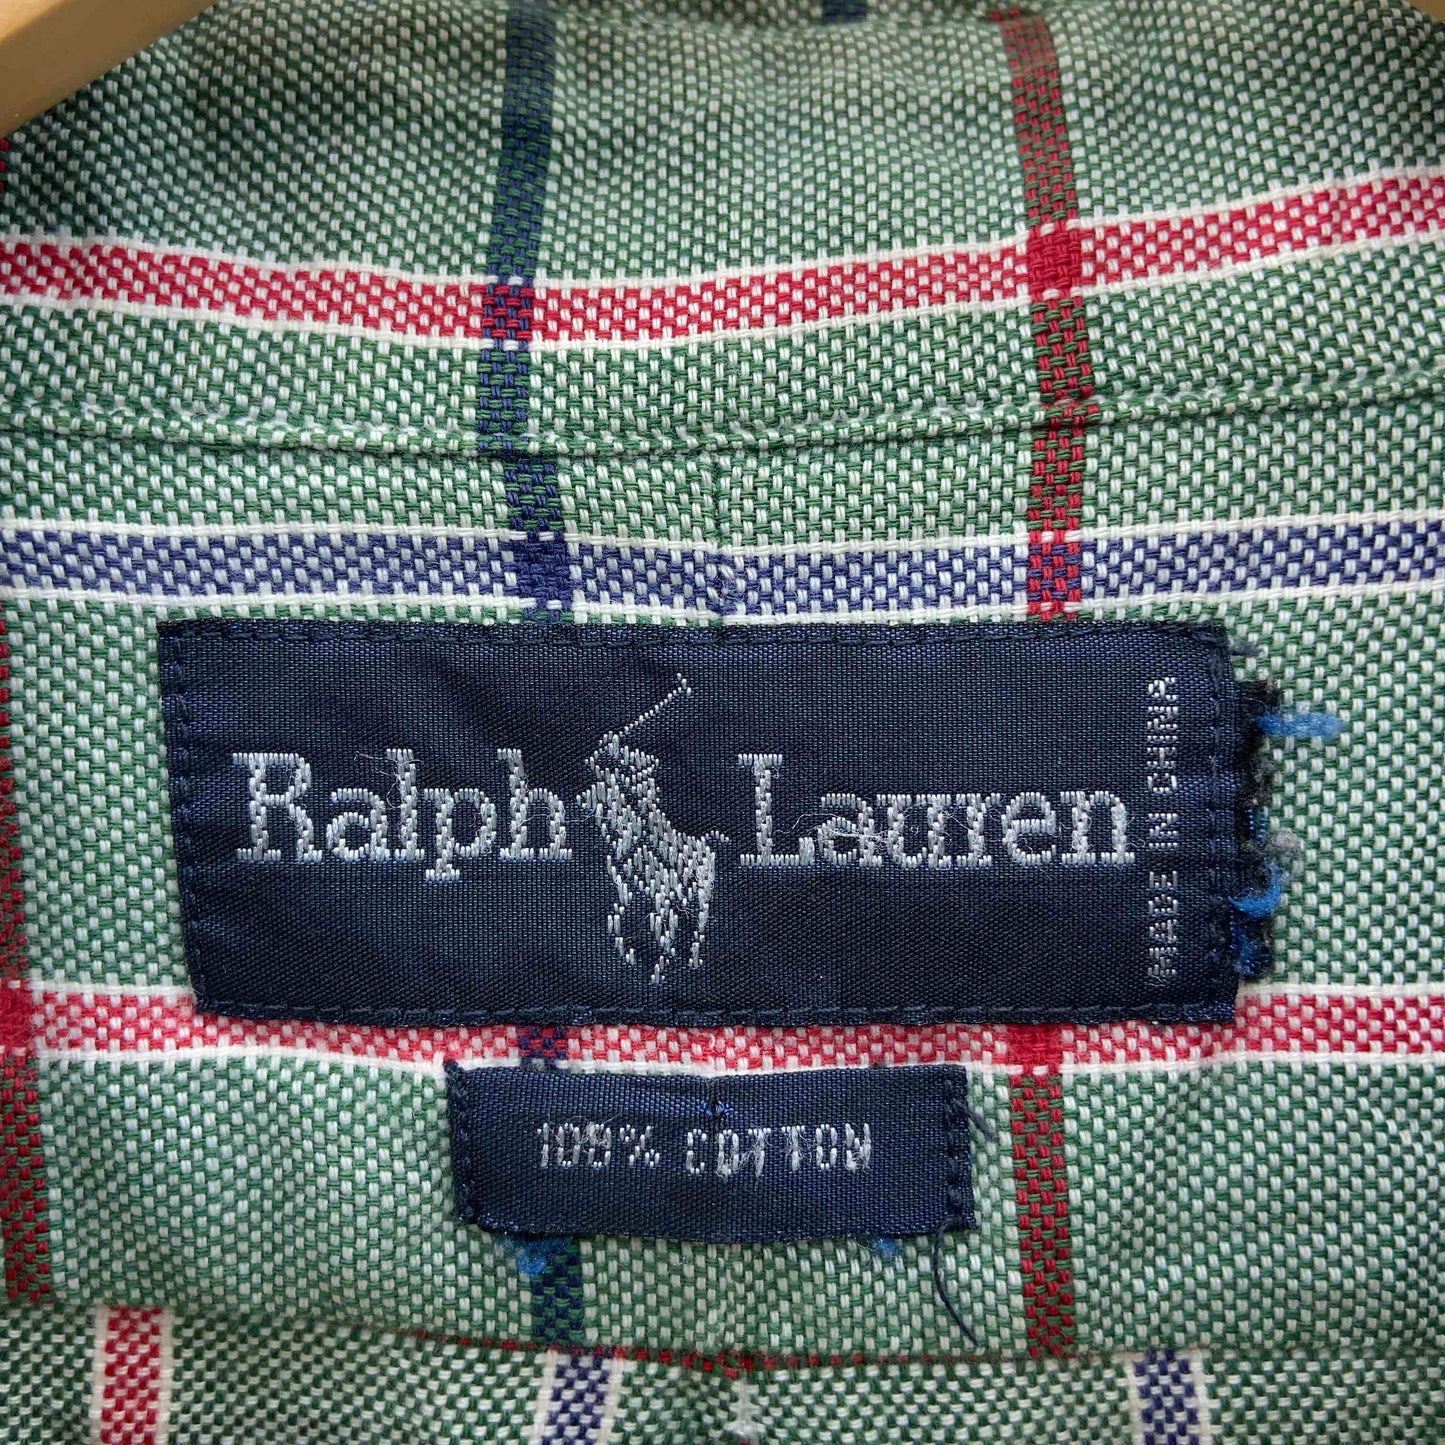 Ralph Lauren
MADE IN CHINA
100% COTTON